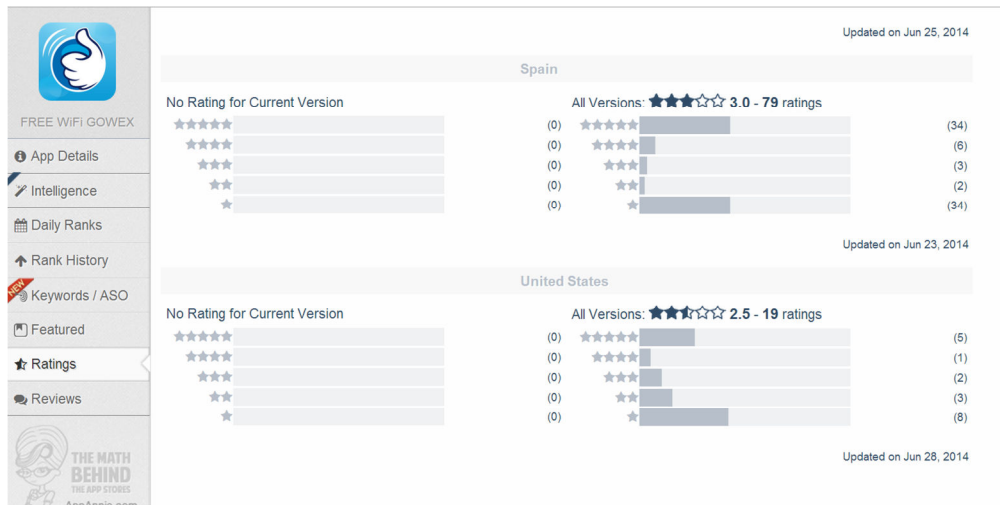 Updated on Jun 25, 2014
Spain
No Rating for Current Version
(0)
(0)
(0)
(0)
(0)
All Versions: 3.0 - 79 ratings
(34)
(6)
(3)
(2)
(34)
Updated on Jun 23, 2014
United States
No Rating for Current Version
(0)
(0)
(0)
(0)
(0)
All Versions: 2.5 - 19 ratings
(5)
(1)
(2)
(3)
(8)
Updated on Jun 28, 2014
FREE WiFi GOWEX
App Details
Intelligence
Daily Ranks
Rank History
NEW
Keywords / ASO
Featured
Ratings
Reviews
THE MATH
BEHIND
THE APP STORES
AppAnnie.com